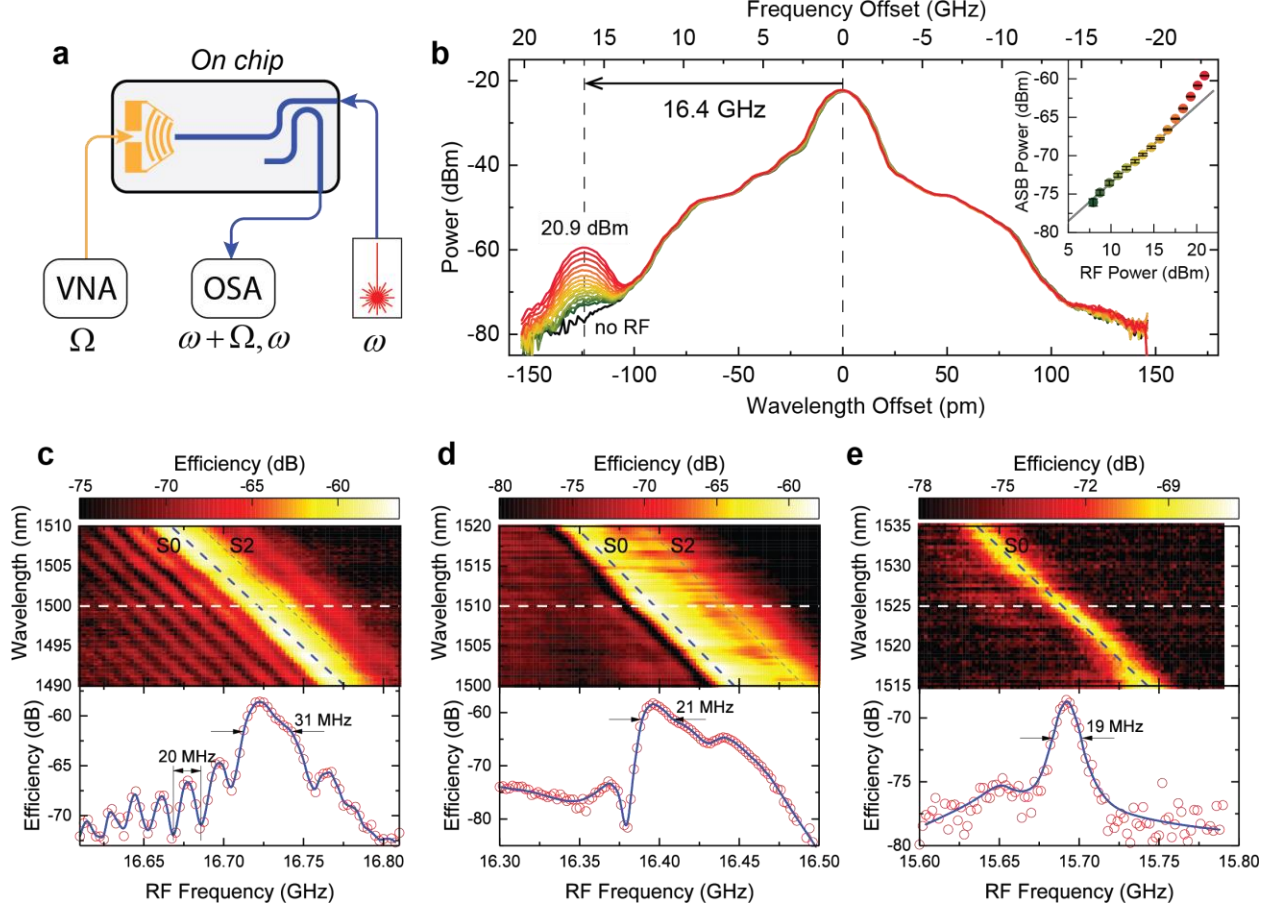 a
On chip
VNA
OSA
Ω
ω + Ω, ω
ω
b
Frequency Offset (GHz)
20 15 10 5 0 -5 -10 -15 -20
Power (dBm)
-20
-40
-60
-80
16.4 GHz
20.9 dBm
no RF
-150 -100 -50 0 50 100 150
Wavelength Offset (pm)
ASB Power (dBm)
-60
-65
-70
-75
-80
5 10 15 20
RF Power (dBm)
c
Efficiency (dB)
-75 -70 -65 -60
Wavelength (nm)
1510
1505
1500
1495
1490
S0 S2
Efficiency (dB)
-60
-65
-70
31 MHz
20 MHz
16.65 16.70 16.75 16.80
RF Frequency (GHz)
d
Efficiency (dB)
-80 -75 -70 -65 -60
Wavelength (nm)
1520
1515
1510
1505
1500
S0 S2
Efficiency (dB)
-60
-70
-80
21 MHz
16.30 16.35 16.40 16.45 16.50
RF Frequency (GHz)
e
Efficiency (dB)
-78 -75 -72 -69
Wavelength (nm)
1535
1530
1525
1520
1515
S0
Efficiency (dB)
-70
-75
-80
19 MHz
15.60 15.65 15.70 15.75 15.80
RF Frequency (GHz)